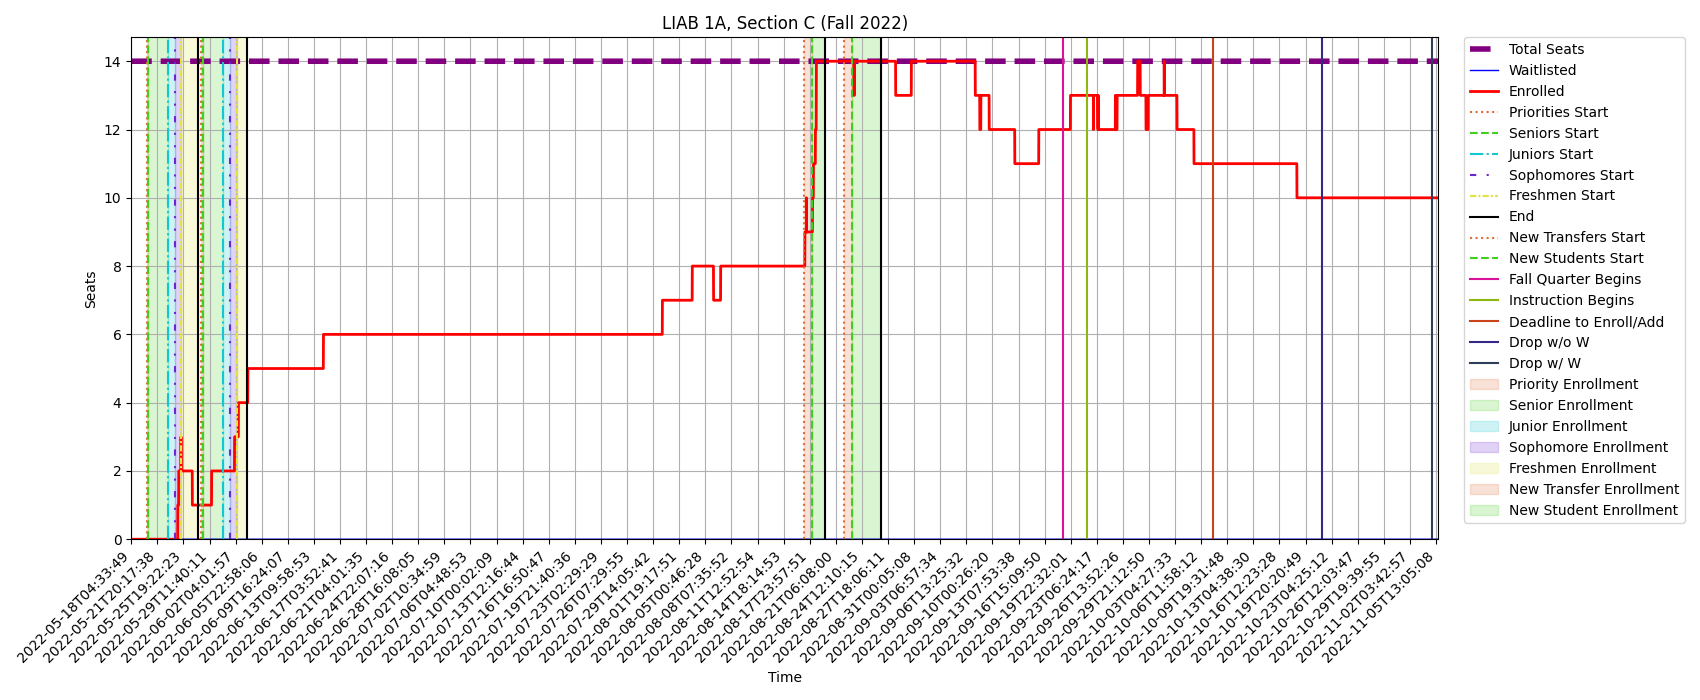 LIAB 1A, Section C (Fall 2022)
Seats
14
12
10
8
6
4
2
0
2022-05-18T04:33:49
2022-05-21T20:17:38
2022-05-25T19:22:23
2022-05-29T11:40:11
2022-06-02T04:01:57
2022-06-05T22:58:06
2022-06-09T16:24:07
2022-06-13T09:58:53
2022-06-17T03:52:41
2022-06-21T04:01:35
2022-06-24T22:07:16
2022-06-28T16:08:05
2022-07-02T10:34:59
2022-07-06T04:48:53
2022-07-10T00:02:09
2022-07-13T12:16:44
2022-07-16T16:50:47
2022-07-19T21:40:36
2022-07-23T02:29:29
2022-07-26T07:29:55
2022-07-29T14:05:42
2022-08-01T19:17:51
2022-08-05T00:46:28
2022-08-08T07:35:52
2022-08-11T12:52:54
2022-08-14T18:14:53
2022-08-17T23:57:51
2022-08-21T06:08:00
2022-08-24T12:10:15
2022-08-27T18:06:11
2022-08-31T00:05:08
2022-09-03T06:57:34
2022-09-06T13:25:32
2022-09-10T00:26:20
2022-09-13T07:53:38
2022-09-16T15:09:50
2022-09-19T22:32:01
2022-09-23T06:24:17
2022-09-26T13:52:26
2022-09-29T21:12:50
2022-10-03T04:27:33
2022-10-06T11:58:12
2022-10-09T19:31:48
2022-10-13T04:38:30
2022-10-16T12:23:28
2022-10-19T20:20:49
2022-10-23T04:25:12
2022-10-26T12:03:47
2022-10-29T19:39:55
2022-11-02T03:42:57
2022-11-05T13:05:08
Time
Total Seats
Waitlisted
Enrolled
Priorities Start
Seniors Start
Juniors Start
Sophomores Start
Freshmen Start
End
New Transfers Start
New Students Start
Fall Quarter Begins
Instruction Begins
Deadline to Enroll/Add
Drop w/o W
Drop w/ W
Priority Enrollment
Senior Enrollment
Junior Enrollment
Sophomore Enrollment
Freshmen Enrollment
New Transfer Enrollment
New Student Enrollment